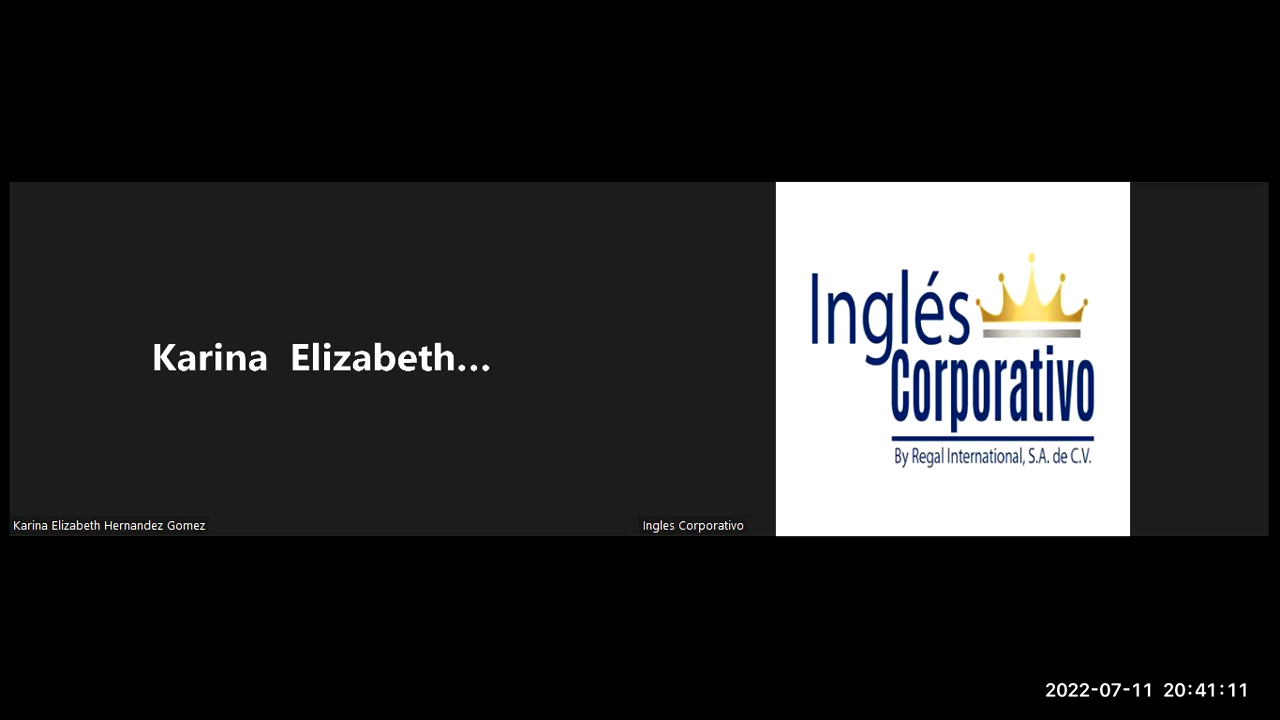 Karina Elizabeth...
Karina Elizabeth Hernandez Gomez
Ingles Corporativo
Inglés
Corporativo
By Regal International, S.A. de C.V.
2022-07-11 20:41:11